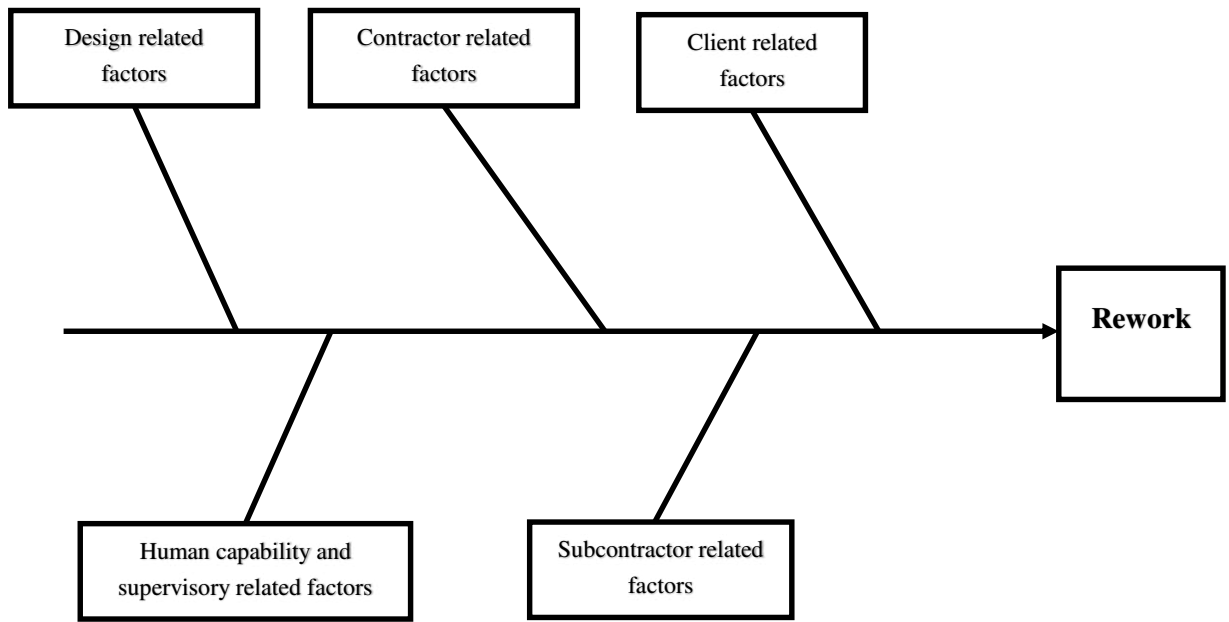 Design related
factors
Contractor related
factors
Client related
factors
Rework
Human capability and
supervisory related factors
Subcontractor related
factors